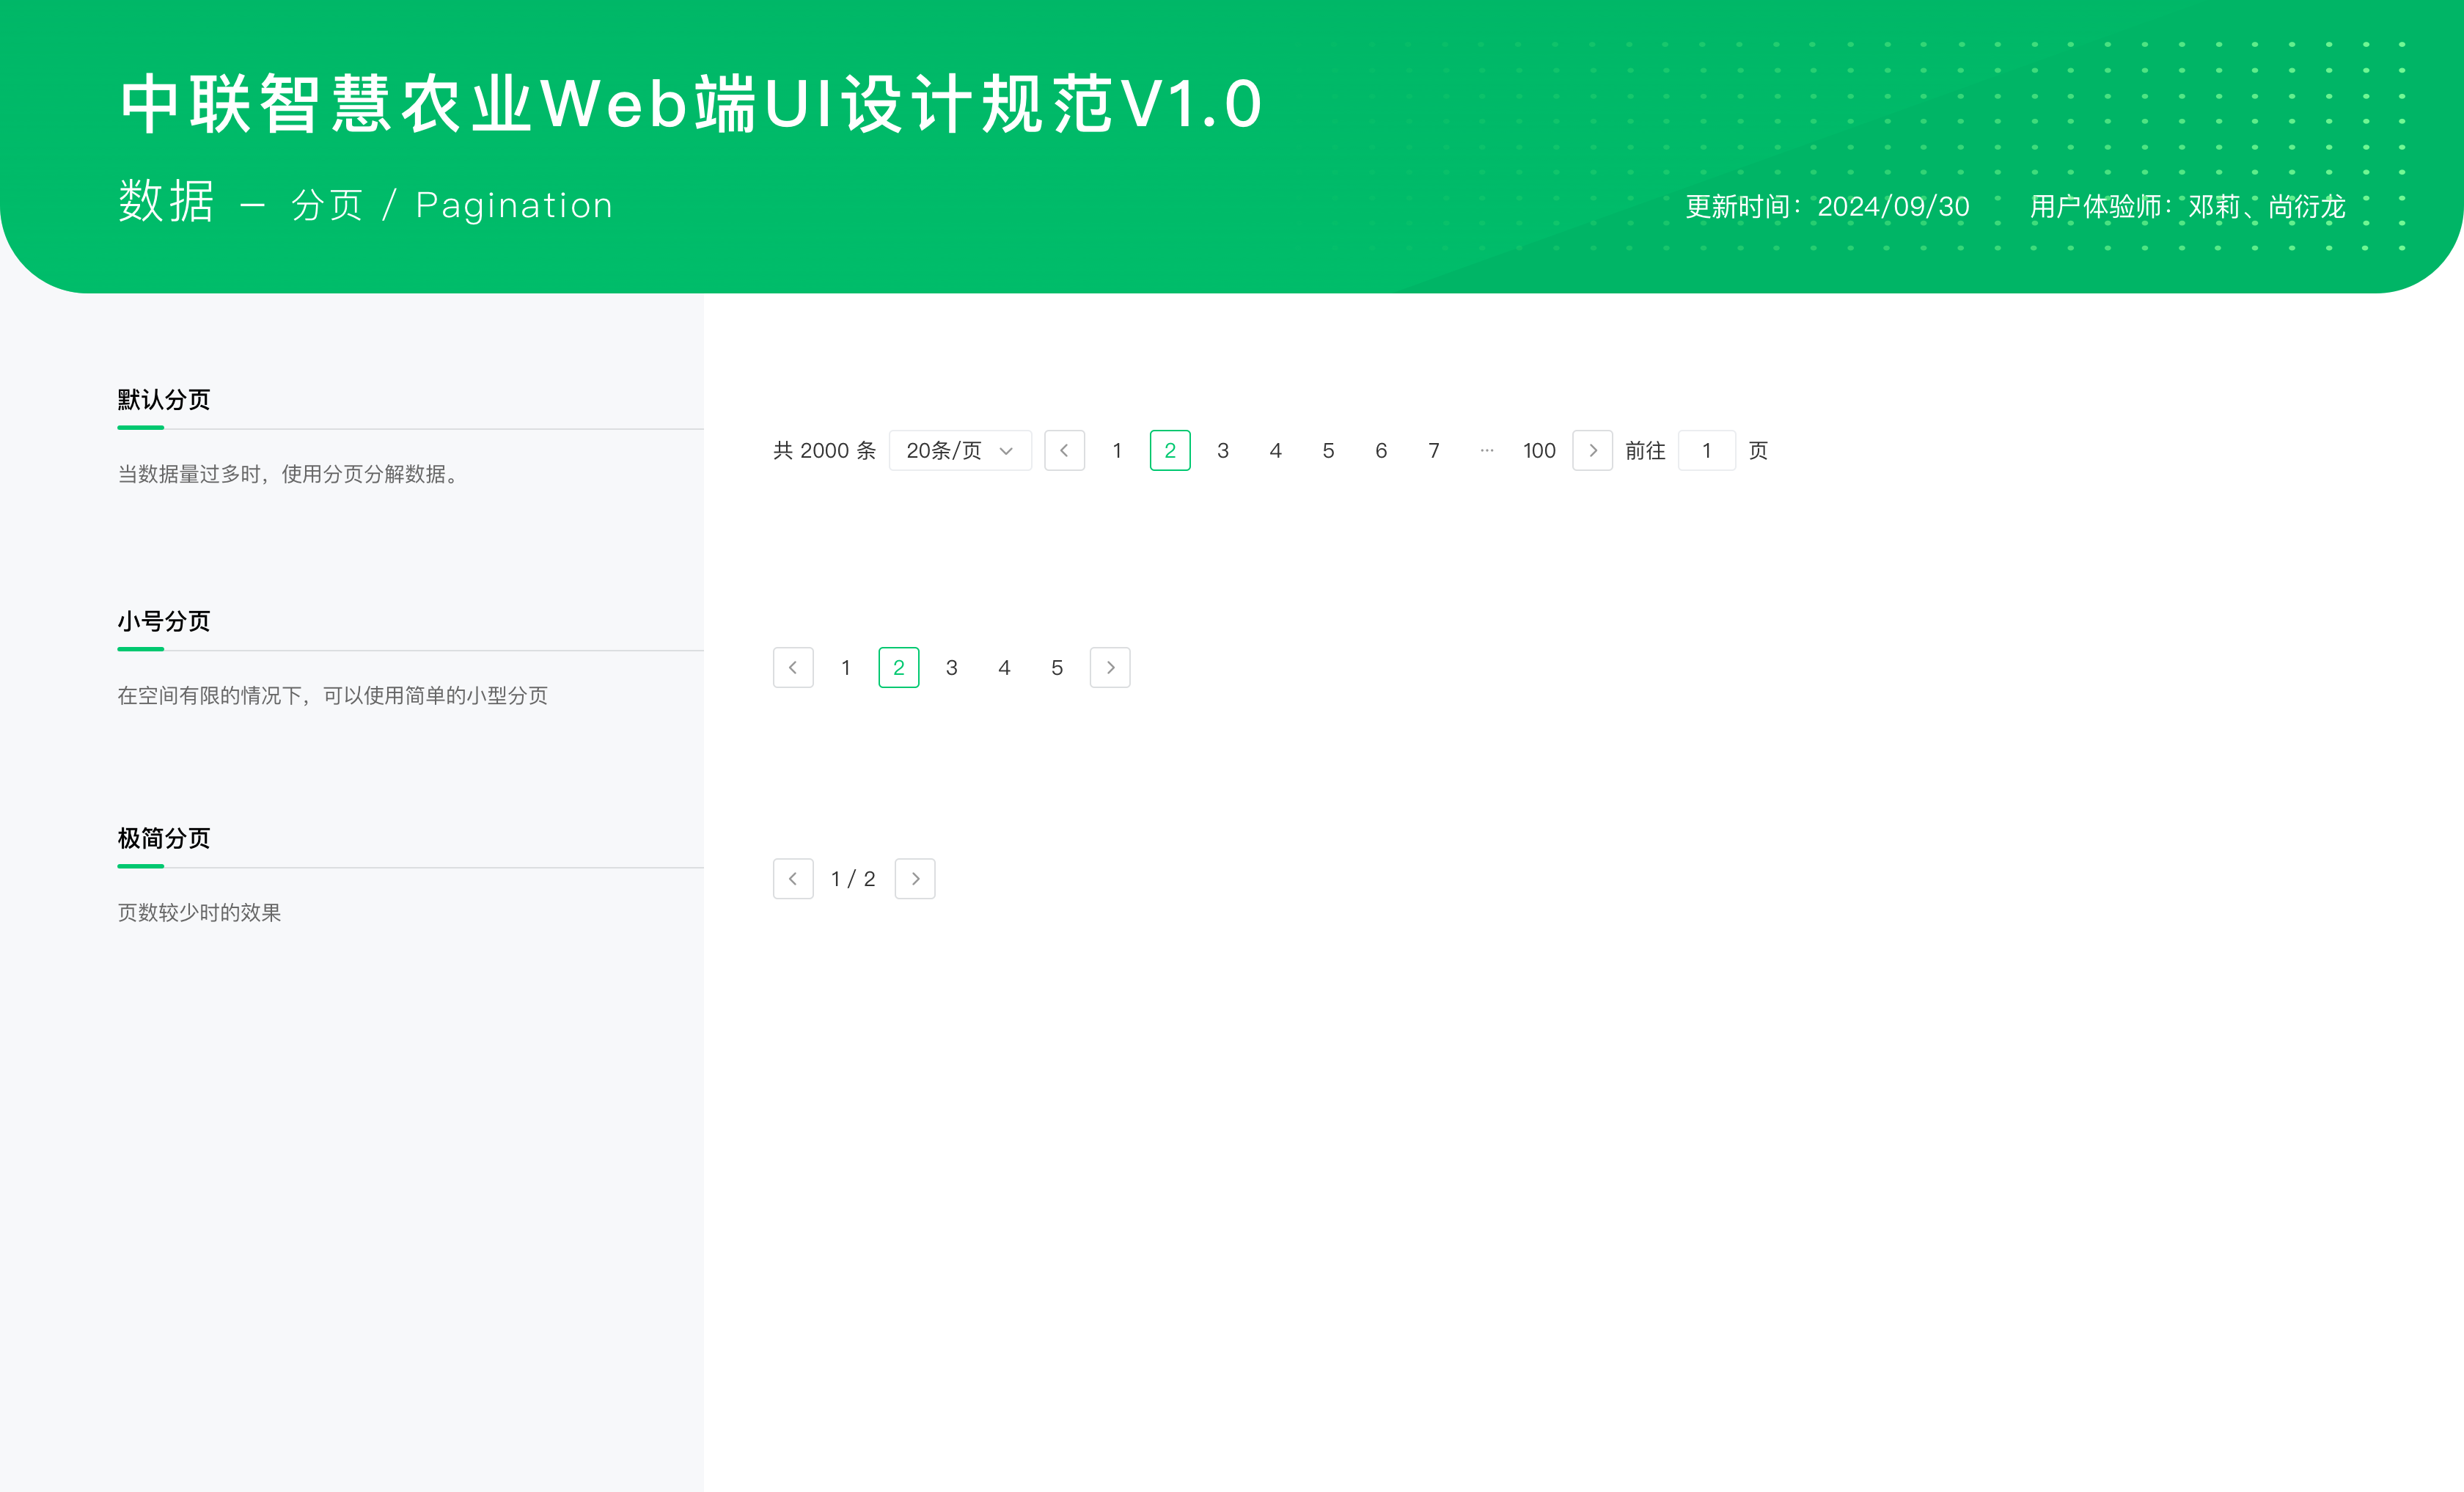 中联智慧农业Web端UI设计规范V1.0
数据 – 分页 / Pagination
更新时间：2024/09/30 用户体验师：邓莉、尚衍龙
默认分页
当数据量过多时，使用分页分解数据。
共 2000 条 20条/页 1 2 3 4 5 6 7 ··· 100 前往 1 页
小号分页
在空间有限的情况下，可以使用简单的小型分页
1 2 3 4 5
极简分页
页数较少时的效果
1 / 2